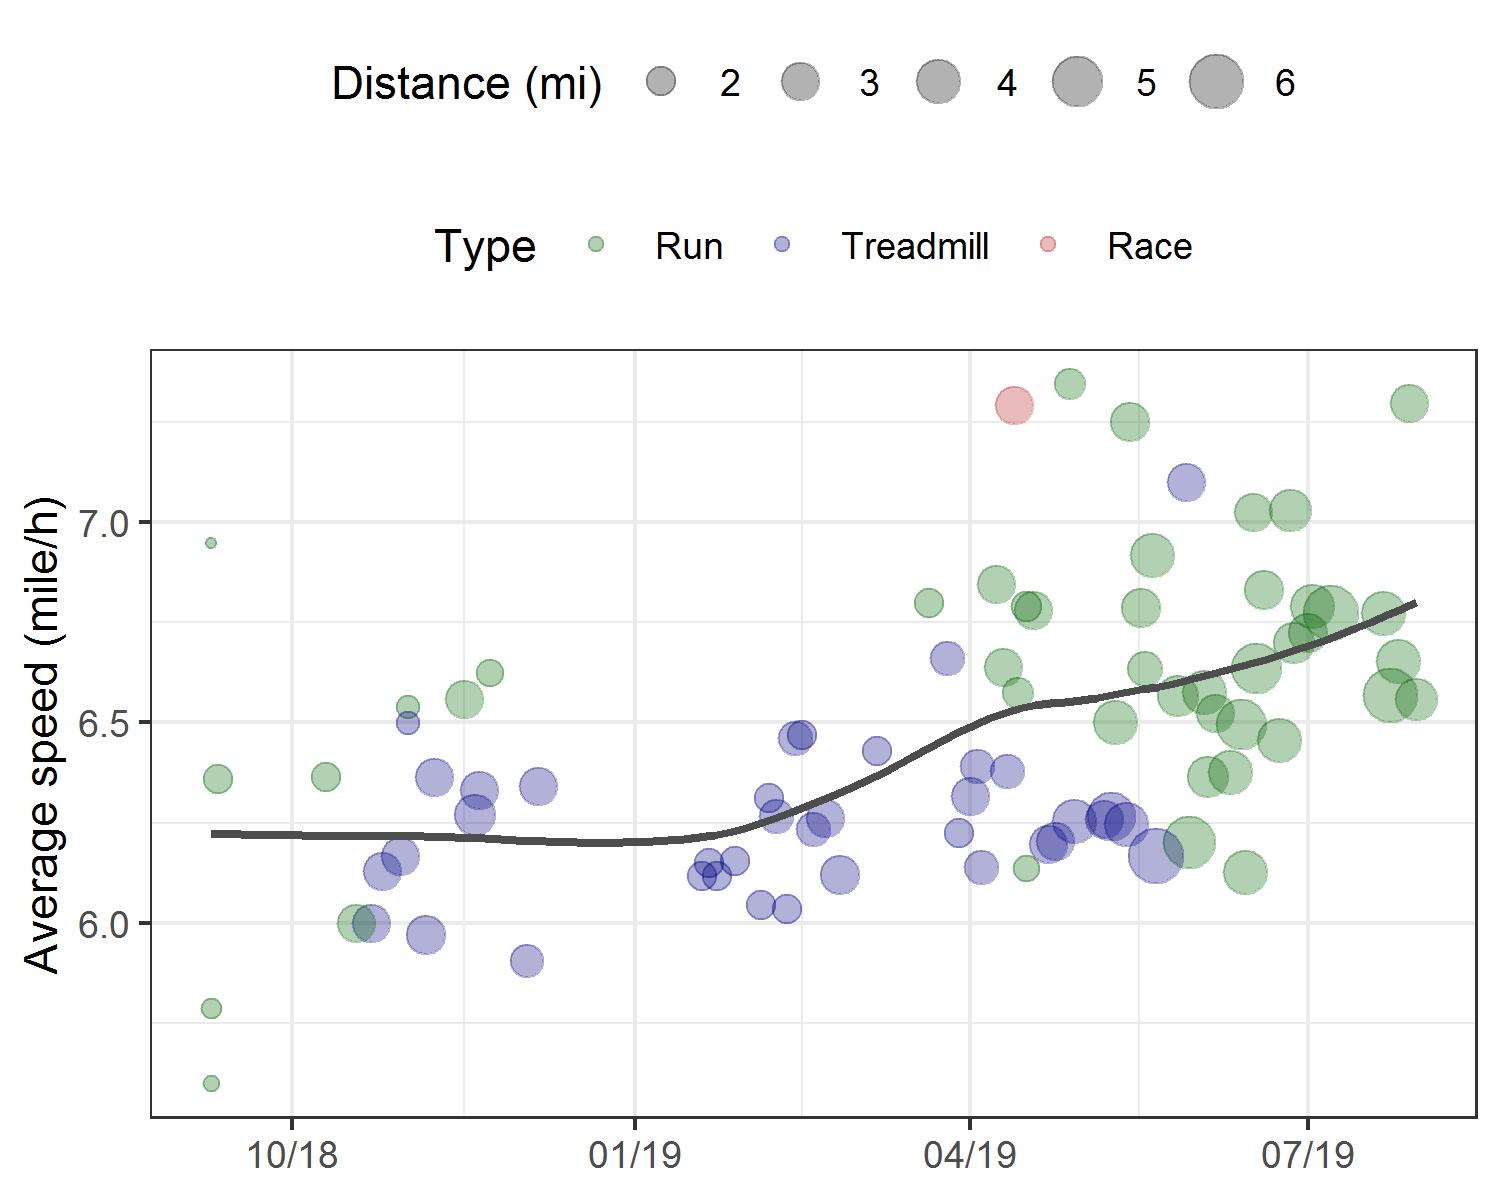 Distance (mi) 2 3 4 5 6
Type Run Treadmill Race
Average speed (mile/h)
7.0
6.5
6.0
10/18 01/19 04/19 07/19